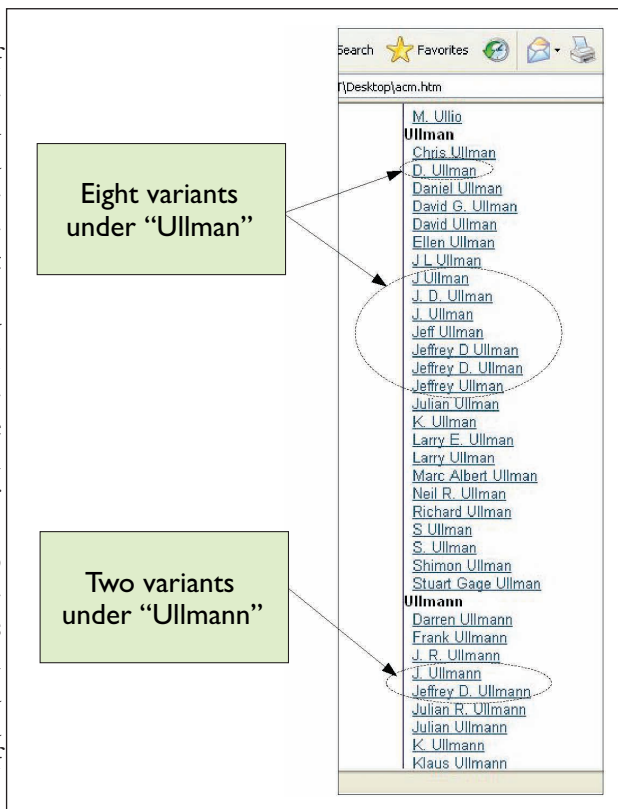 Search Favorites
T\Desktop\acm.htm
M. Ullio
Ullman
Chris Ullman
D. Ullman
Daniel Ullman
David G. Ullman
David Ullman
Ellen Ullman
J L Ullman
J Ullman
J. D. Ullman
J. Ullman
Jeff Ullman
Jeffrey D Ullman
Jeffrey D. Ullman
Jeffrey Ullman
Julian Ullman
K. Ullman
Larry E. Ullman
Larry Ullman
Marc Albert Ullman
Neil R. Ullman
Richard Ullman
S Ullman
S. Ullman
Shimon Ullman
Stuart Gage Ullman
Ullmann
Darren Ullmann
Frank Ullmann
J. R. Ullmann
J. Ullmann
Jeffrey D. Ullmann
Julian R. Ullmann
Julian Ullmann
K. Ullmann
Klaus Ullmann
Eight variants
under “Ullman”
Two variants
under “Ullmann”